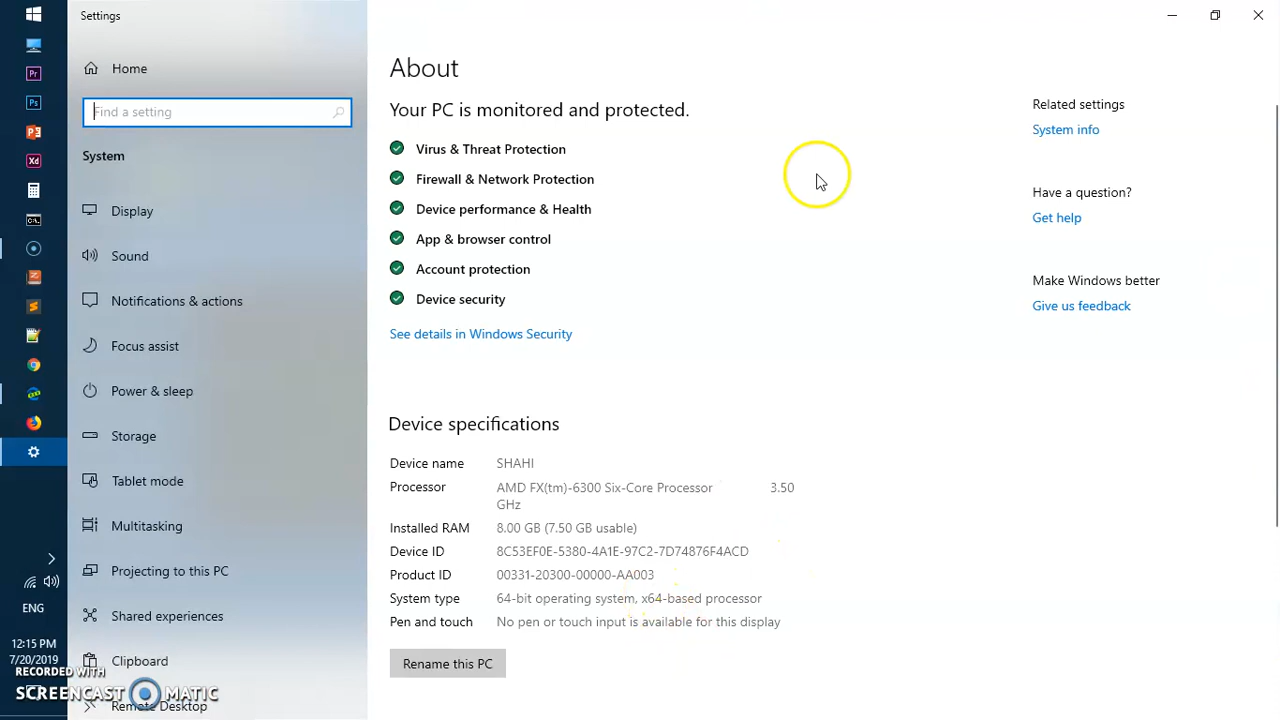 Settings
Home
Find a setting
System
Display
Sound
Notifications & actions
Focus assist
Power & sleep
Storage
Tablet mode
Multitasking
Projecting to this PC
Shared experiences
Clipboard
Remote Desktop
About
Your PC is monitored and protected.
Virus & Threat Protection
Firewall & Network Protection
Device performance & Health
App & browser control
Account protection
Device security
See details in Windows Security
Device specifications
Device name SHAHI
Processor AMD FX(tm)-6300 Six-Core Processor 3.50
GHz
Installed RAM 8.00 GB (7.50 GB usable)
Device ID 8C53EF0E-5380-4A1E-97C2-7D74876F4ACD
Product ID 00331-20300-00000-AA003
System type 64-bit operating system, x64-based processor
Pen and touch No pen or touch input is available for this display
Rename this PC
Related settings
System info
Have a question?
Get help
Make Windows better
Give us feedback
Pr
Ps
P
Xd
ENG
12:15 PM
7/20/2019
RECORDED WITH
SCREENCAST MATIC